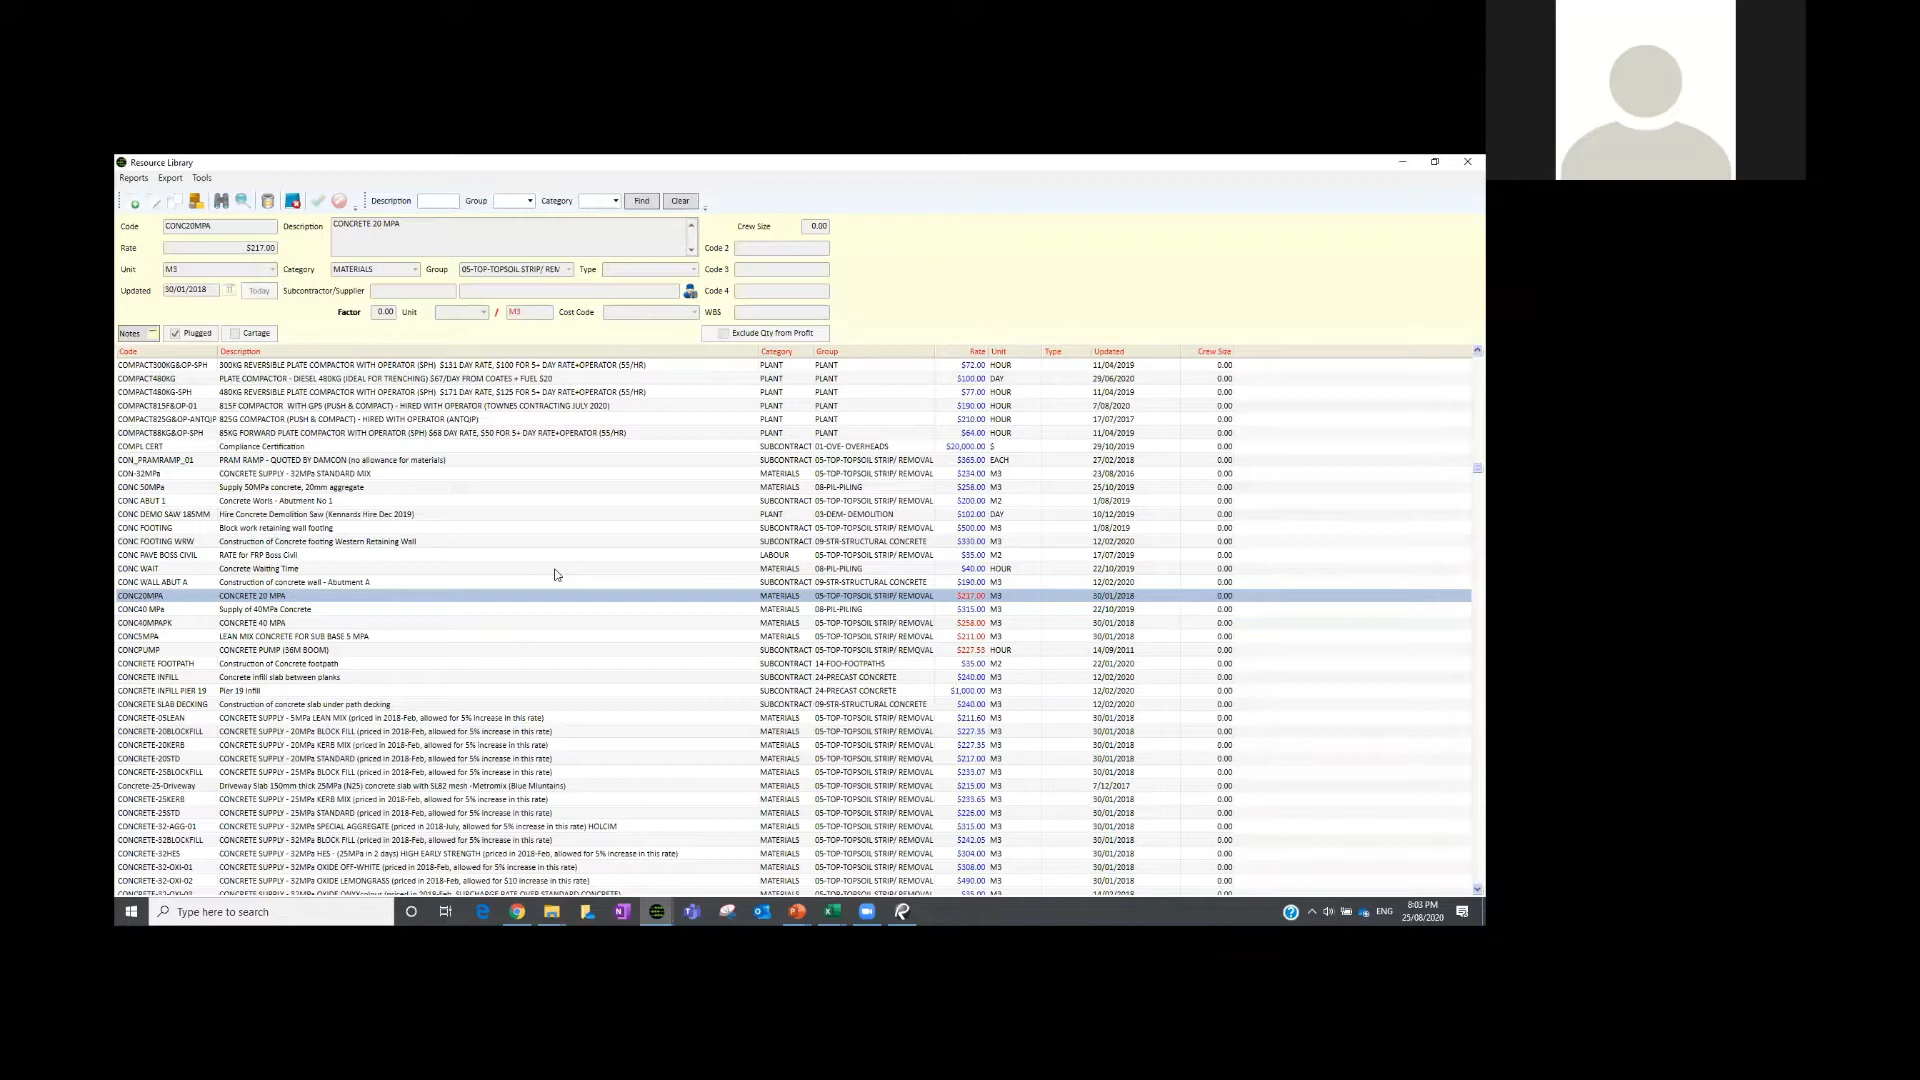 Resource Library
Reports Export Tools
Description Group Category Find Clear
Code CONC20MPA Description CONCRETE 20 MPA Crew Size 0.00
Rate $217.00 Code 2
Unit M3 Category MATERIALS Group 05-TOP-TOPSOIL STRIP/ REM Type Code 3
Updated 30/01/2018 Today Subcontractor/Supplier Code 4
Factor 0.00 Unit / M3 Cost Code WBS
Notes Plugged Cartage Exclude Qty from Profit
Code Description Category Group Rate Unit Type Updated Crew Size
COMPACT300KG&OP-SPH 300KG REVERSIBLE PLATE COMPACTOR WITH OPERATOR (SPH) $131 DAY RATE, $100 FOR 5+ DAY RATE+OPERATOR (55/HR) PLANT PLANT $72.00 HOUR 11/04/2019 0.00
COMPACT480KG PLATE COMPACTOR - DIESEL 480KG (IDEAL FOR TRENCHING) $67/DAY FROM COATES + FUEL $20 PLANT PLANT $100.00 DAY 29/06/2020 0.00
COMPACT480KG-SPH 480KG REVERSIBLE PLATE COMPACTOR WITH OPERATOR (SPH) $171 DAY RATE, $125 FOR 5+ DAY RATE+OPERATOR (55/HR) PLANT PLANT $77.00 HOUR 11/04/2019 0.00
COMPACT815F&OP-01 815F COMPACTOR WITH GPS (PUSH & COMPACT) - HIRED WITH OPERATOR (TOWNES CONTRACTING JULY 2020) PLANT PLANT $190.00 HOUR 7/08/2020 0.00
COMPACT825G&OP-ANTQIP 825G COMPACTOR (PUSH & COMPACT) - HIRED WITH OPERATOR (ANTQIP) PLANT PLANT $210.00 HOUR 17/07/2017 0.00
COMPACT88KG&OP-SPH 85KG FORWARD PLATE COMPACTOR WITH OPERATOR (SPH) $68 DAY RATE, $50 FOR 5+ DAY RATE+OPERATOR (55/HR) PLANT PLANT $64.00 HOUR 11/04/2019 0.00
COMPL CERT Compliance Certification SUBCONTRACT 01-OVE- OVERHEADS $20,000.00 $ 29/10/2019 0.00
CON_PRAMRAMP_01 PRAM RAMP - QUOTED BY DAMCON (no allowance for materials) SUBCONTRACT 05-TOP-TOPSOIL STRIP/ REMOVAL $365.00 EACH 27/02/2018 0.00
CON-32MPa CONCRETE SUPPLY - 32MPA STANDARD MIX MATERIALS 05-TOP-TOPSOIL STRIP/ REMOVAL $234.00 M3 23/08/2016 0.00
CONC 50MPa Supply 50MPa concrete, 20mm aggregate MATERIALS 08-PIL-PILING $258.00 M3 25/10/2019 0.00
CONC ABUT 1 Concrete Woris - Abutment No 1 SUBCONTRACT 05-TOP-TOPSOIL STRIP/ REMOVAL $200.00 M2 1/08/2019 0.00
CONC DEMO SAW 185MM Hire Concrete Demolition Saw (Kennards Hire Dec 2019) PLANT 03-DEM- DEMOLITION $102.00 DAY 10/12/2019 0.00
CONC FOOTING Block work retaining wall footing SUBCONTRACT 05-TOP-TOPSOIL STRIP/ REMOVAL $500.00 M3 1/08/2019 0.00
CONC FOOTING WRW Construction of Concrete footing Western Retaining Wall SUBCONTRACT 09-STR-STRUCTURAL CONCRETE $330.00 M3 12/02/2020 0.00
CONC PAVE BOSS CIVIL RATE for FRP Boss Civil LABOUR 05-TOP-TOPSOIL STRIP/ REMOVAL $35.00 M2 17/07/2019 0.00
CONC WAIT Concrete Waiting Time MATERIALS 08-PIL-PILING $40.00 HOUR 22/10/2019 0.00
CONC WALL ABUT A Construction of concrete wall - Abutment A SUBCONTRACT 09-STR-STRUCTURAL CONCRETE $190.00 M3 12/02/2020 0.00
CONC20MPA CONCRETE 20 MPA MATERIALS 05-TOP-TOPSOIL STRIP/ REMOVAL $217.00 M3 30/01/2018 0.00
CONC40 MPa Supply of 40MPa Concrete MATERIALS 08-PIL-PILING $315.00 M3 22/10/2019 0.00
CONC40MPAPK CONCRETE 40 MPA MATERIALS 05-TOP-TOPSOIL STRIP/ REMOVAL $258.00 M3 30/01/2018 0.00
CONC5MPA LEAN MIX CONCRETE FOR SUB BASE 5 MPA MATERIALS 05-TOP-TOPSOIL STRIP/ REMOVAL $211.00 M3 30/01/2018 0.00
CONCPUMP CONCRETE PUMP (36M BOOM) SUBCONTRACT 05-TOP-TOPSOIL STRIP/ REMOVAL $227.53 HOUR 14/09/2011 0.00
CONCRETE FOOTPATH Construction of Concrete footpath SUBCONTRACT 14-FOO-FOOTPATHS $35.00 M2 22/01/2020 0.00
CONCRETE INFILL Concrete infill slab between planks SUBCONTRACT 24-PRECAST CONCRETE $240.00 M3 12/02/2020 0.00
CONCRETE INFILL PIER 19 Pier 19 infill SUBCONTRACT 24-PRECAST CONCRETE $1,000.00 M3 12/02/2020 0.00
CONCRETE SLAB DECKING Construction of concrete slab under path decking SUBCONTRACT 09-STR-STRUCTURAL CONCRETE $240.00 M3 12/02/2020 0.00
CONCRETE-05LEAN CONCRETE SUPPLY - 5MPa LEAN MIX (priced in 2018-Feb, allowed for 5% increase in this rate) MATERIALS 05-TOP-TOPSOIL STRIP/ REMOVAL $211.60 M3 30/01/2018 0.00
CONCRETE-20BLOCKFILL CONCRETE SUPPLY - 20MPa BLOCK FILL (priced in 2018-Feb, allowed for 5% increase in this rate) MATERIALS 05-TOP-TOPSOIL STRIP/ REMOVAL $227.35 M3 30/01/2018 0.00
CONCRETE-20KERB CONCRETE SUPPLY - 20MPa KERB MIX (priced in 2018-Feb, allowed for 5% increase in this rate) MATERIALS 05-TOP-TOPSOIL STRIP/ REMOVAL $227.35 M3 30/01/2018 0.00
CONCRETE-20STD CONCRETE SUPPLY - 20MPa STANDARD (priced in 2018-Feb, allowed for 5% increase in this rate) MATERIALS 05-TOP-TOPSOIL STRIP/ REMOVAL $217.00 M3 30/01/2018 0.00
CONCRETE-25BLOCKFILL CONCRETE SUPPLY - 25MPa BLOCK FILL (priced in 2018-Feb, allowed for 5% increase in this rate) MATERIALS 05-TOP-TOPSOIL STRIP/ REMOVAL $233.07 M3 30/01/2018 0.00
Concrete-25-Driveway Driveway Slab 150mm thick 25MPa (N25) concrete slab with SL82 mesh -Metromix (Blue Miuntains) MATERIALS 05-TOP-TOPSOIL STRIP/ REMOVAL $215.00 M3 7/12/2017 0.00
CONCRETE-25KERB CONCRETE SUPPLY - 25MPa KERB MIX (priced in 2018-Feb, allowed for 5% increase in this rate) MATERIALS 05-TOP-TOPSOIL STRIP/ REMOVAL $233.65 M3 30/01/2018 0.00
CONCRETE-25STD CONCRETE SUPPLY - 25MPa STANDARD (priced in 2018-Feb, allowed for 5% increase in this rate) MATERIALS 05-TOP-TOPSOIL STRIP/ REMOVAL $226.00 M3 30/01/2018 0.00
CONCRETE-32-AGG-01 CONCRETE SUPPLY - 32MPa SPECIAL AGGREGATE (priced in 2018-July, allowed for 5% increase in this rate) HOLCIM MATERIALS 05-TOP-TOPSOIL STRIP/ REMOVAL $315.00 M3 30/01/2018 0.00
CONCRETE-32BLOCKFILL CONCRETE SUPPLY - 32MPa BLOCK FILL (priced in 2018-Feb, allowed for 5% increase in this rate) MATERIALS 05-TOP-TOPSOIL STRIP/ REMOVAL $242.05 M3 30/01/2018 0.00
CONCRETE-32HES CONCRETE SUPPLY - 32MPa HES - (25MPa in 2 days) HIGH EARLY STRENGTH (priced in 2018-Feb, allowed for 5% increase in this rate) MATERIALS 05-TOP-TOPSOIL STRIP/ REMOVAL $304.00 M3 30/01/2018 0.00
CONCRETE-32-OXI-01 CONCRETE SUPPLY - 32MPa OXIDE OFF-WHITE (priced in 2018-Feb, allowed for 5% increase in this rate) MATERIALS 05-TOP-TOPSOIL STRIP/ REMOVAL $308.00 M3 30/01/2018 0.00
CONCRETE-32-OXI-02 CONCRETE SUPPLY - 32MPa OXIDE LEMONGRASS (priced in 2018-Feb, allowed for $10 increase in this rate) MATERIALS 05-TOP-TOPSOIL STRIP/ REMOVAL $490.00 M3 30/01/2018 0.00
Type here to search ENG 8:03 PM
25/08/2020